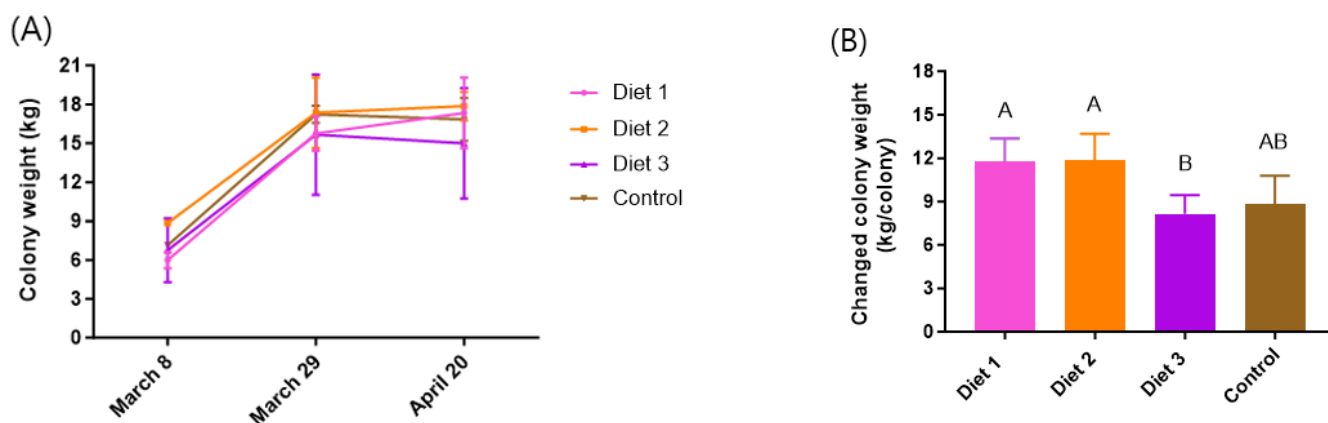 (A)
Colony weight (kg)
21
18
15
12
9
6
3
0
March 8
March 29
April 20
Diet 1
Diet 2
Diet 3
Control
(B)
Changed colony weight
(kg/colony)
18
15
12
9
6
3
0
A
A
B
AB
Diet 1
Diet 2
Diet 3
Control